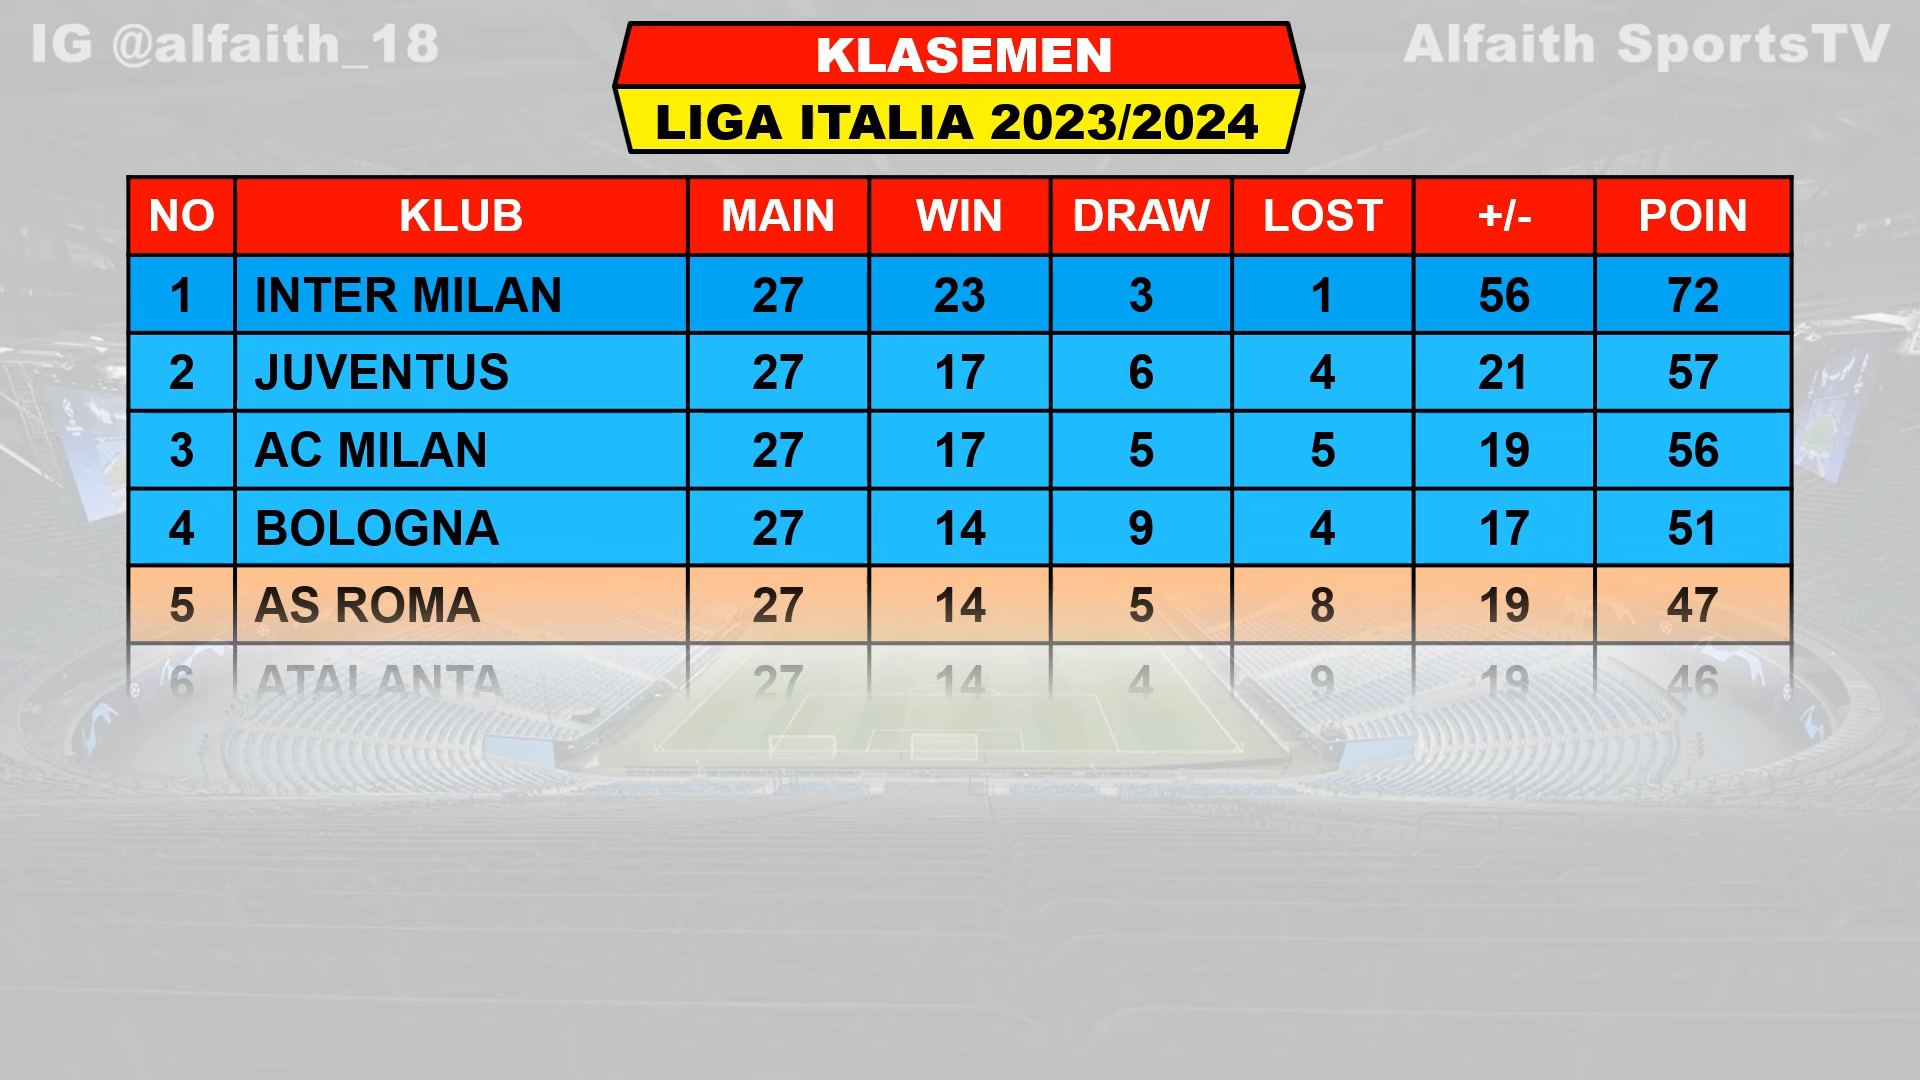 IG @alfaith_18
Alfaith SportsTV
KLASEMEN
LIGA ITALIA 2023/2024
NO KLUB MAIN WIN DRAW LOST +/- POIN
1 INTER MILAN 27 23 3 1 56 72
2 JUVENTUS 27 17 6 4 21 57
3 AC MILAN 27 17 5 5 19 56
4 BOLOGNA 27 14 9 4 17 51
5 AS ROMA 27 14 5 8 19 47
6 ATALANTA 27 14 4 9 19 46